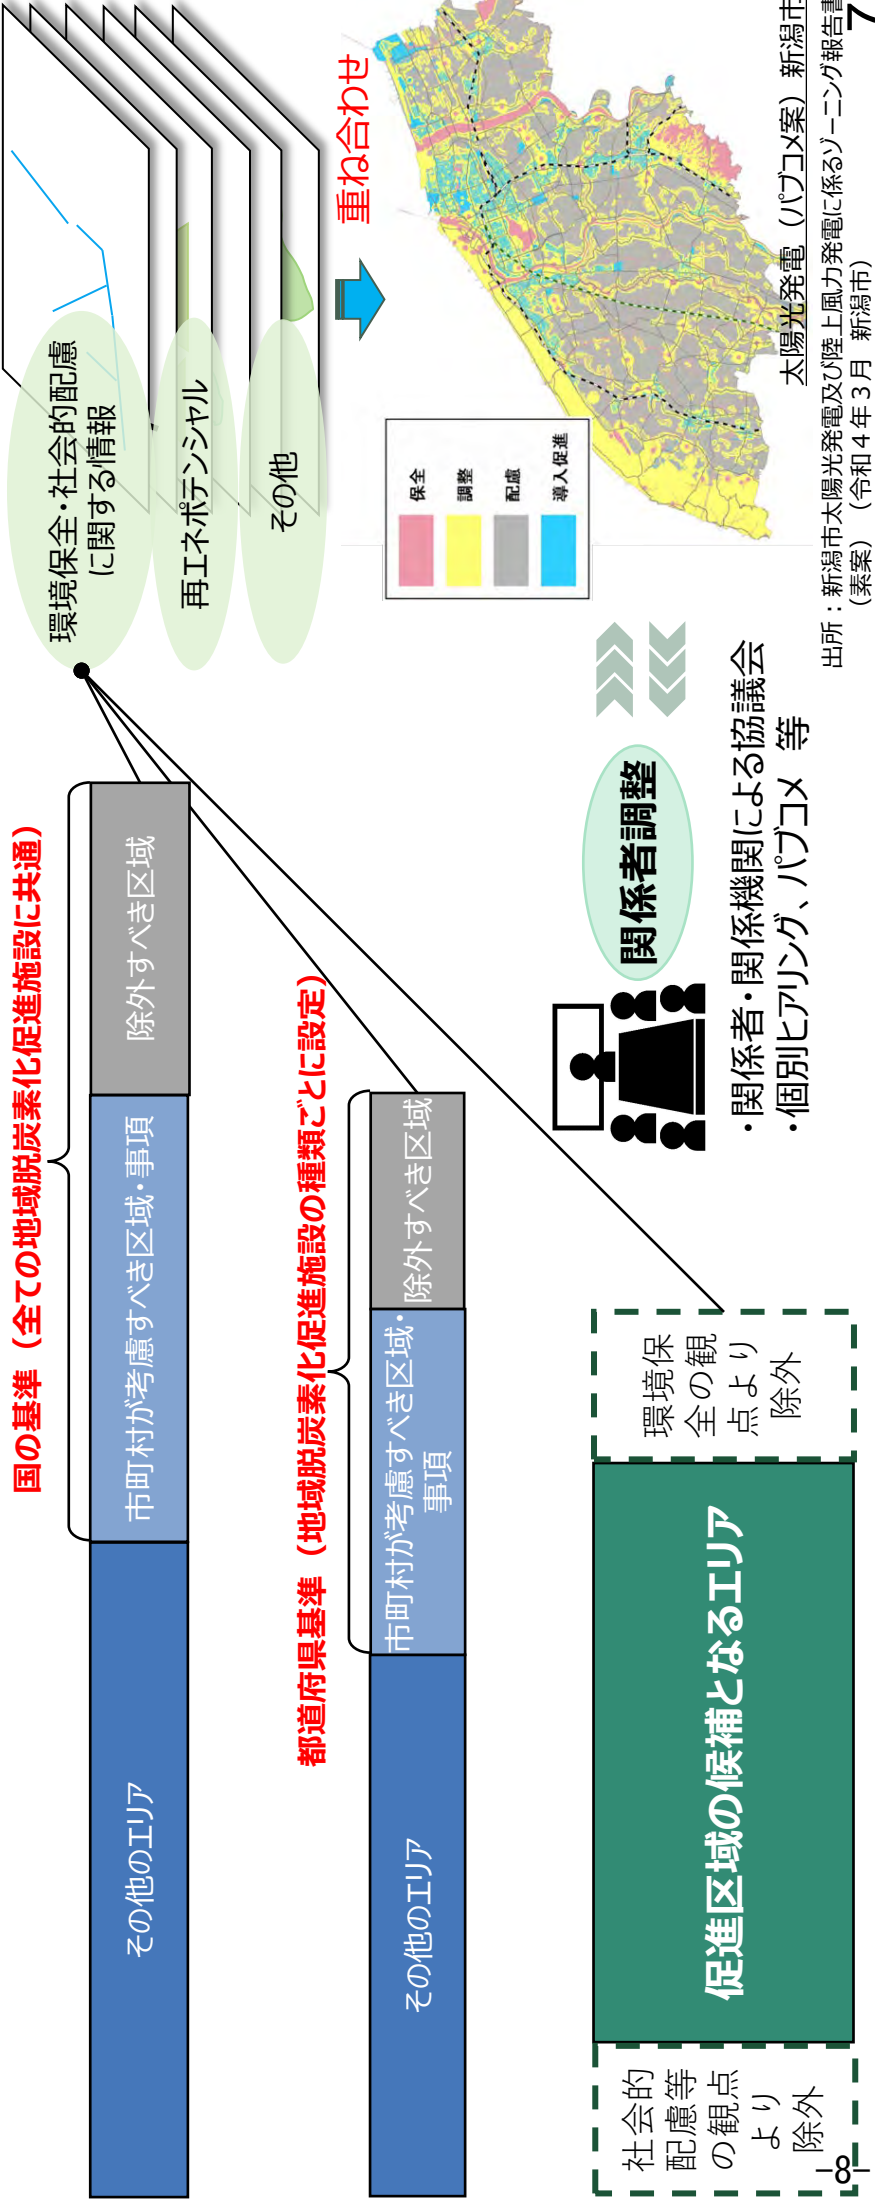 国の基準（全ての地域脱炭素化促進施設に共通）
その他のエリア
市町村が考慮すべき区域・事項
除外すべき区域
都道府県基準（地域脱炭素化促進施設の種類ごとに設定）
その他のエリア
市町村が考慮すべき区域・
事項
除外すべき区域
社会的
配慮等
の観点
より
除外
促進区域の候補となるエリア
環境保
全の観
点より
除外
環境保全・社会的配慮
に関する情報
再エネポテンシャル
その他
重ね合わせ
保全
調整
配慮
導入促進
関係者調整
・関係者・関係機関による協議会
・個別ヒアリング、パブコメ 等
太陽光発電（パブコメ案）新潟市
出所：新潟市太陽光発電及び陸上風力発電に係るゾーニング報告書
（素案）（令和４年３月 新潟市）
7
-8-